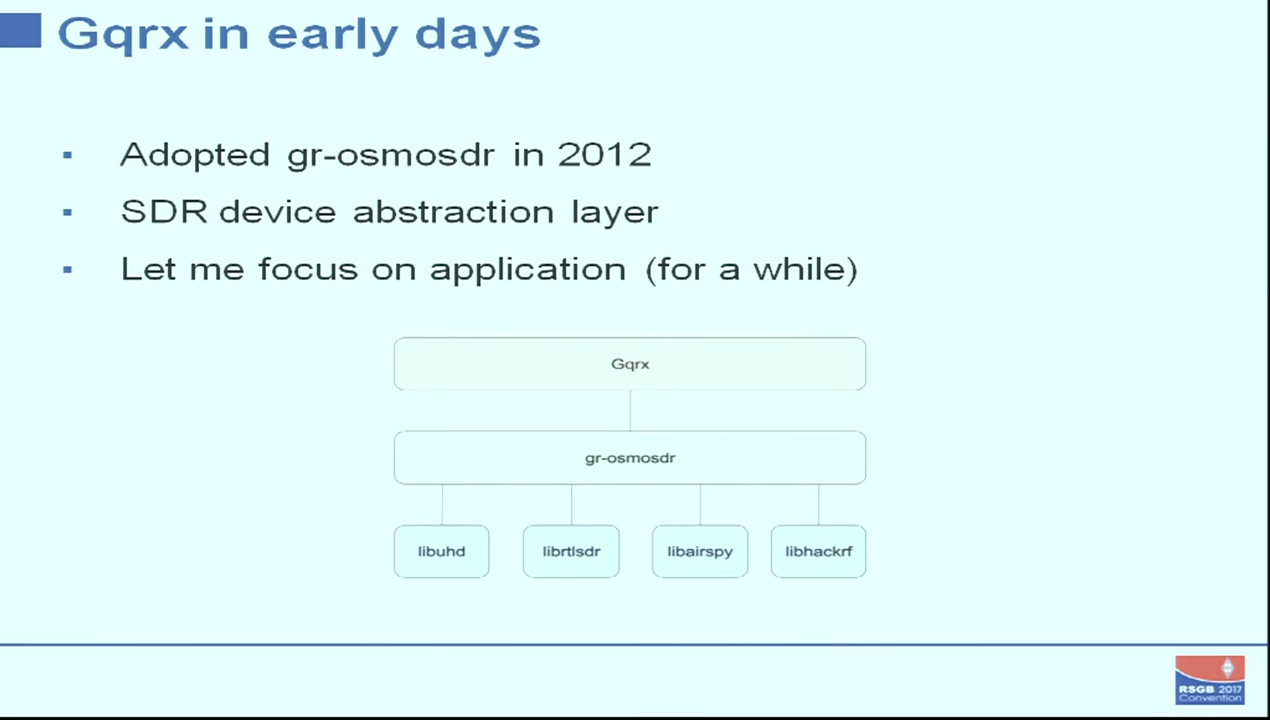 Gqrx in early days
Adopted gr-osmosdr in 2012
SDR device abstraction layer
Let me focus on application (for a while)
Gqrx
gr-osmosdr
libuhd
librtlsdr
libairspy
libhackrf
RSGB 2017
Convention